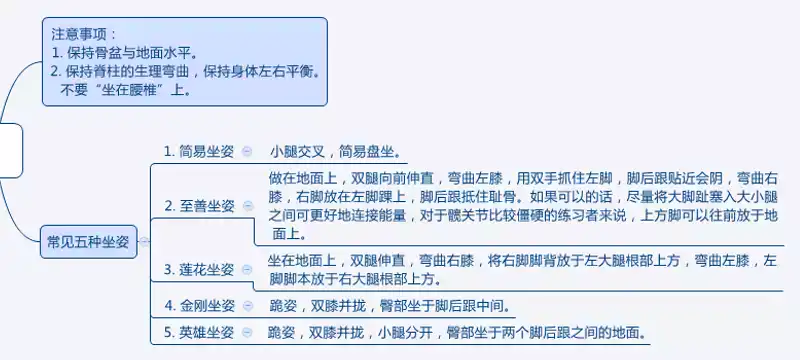 注意事项：
1. 保持骨盆与地面水平。
2. 保持脊柱的生理弯曲，保持身体左右平衡。
不要“坐在腰椎”上。
常见五种坐姿
1. 简易坐姿
小腿交叉，简易盘坐。
2. 至善坐姿
做在地面上，双腿向前伸直，弯曲左膝，用双手抓住左脚，脚后跟贴近会阴，弯曲右
膝，右脚放在左脚踝上，脚后跟抵住耻骨。如果可以的话，尽量将大脚趾塞入大小腿
之间可更好地连接能量，对于髋关节比较僵硬的练习者来说，上方脚可以往前放于地
面上。
3. 莲花坐姿
坐在地面上，双腿伸直，弯曲右膝，将右脚脚背放于左大腿根部上方，弯曲左膝，左
脚脚本放于右大腿根部上方。
4. 金刚坐姿
跪姿，双膝并拢，臀部坐于脚后跟中间。
5. 英雄坐姿
跪姿，双膝并拢，小腿分开，臀部坐于两个脚后跟之间的地面。